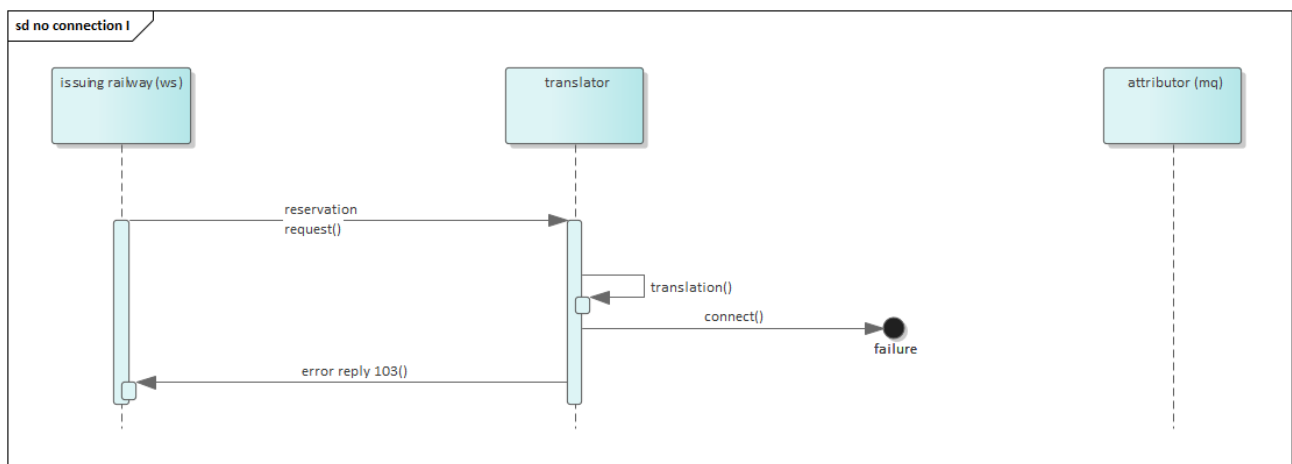 sd no connection I
issuing railway (ws)
translator
attributor (mq)
reservation
request()
translation()
connect()
failure
error reply 103()